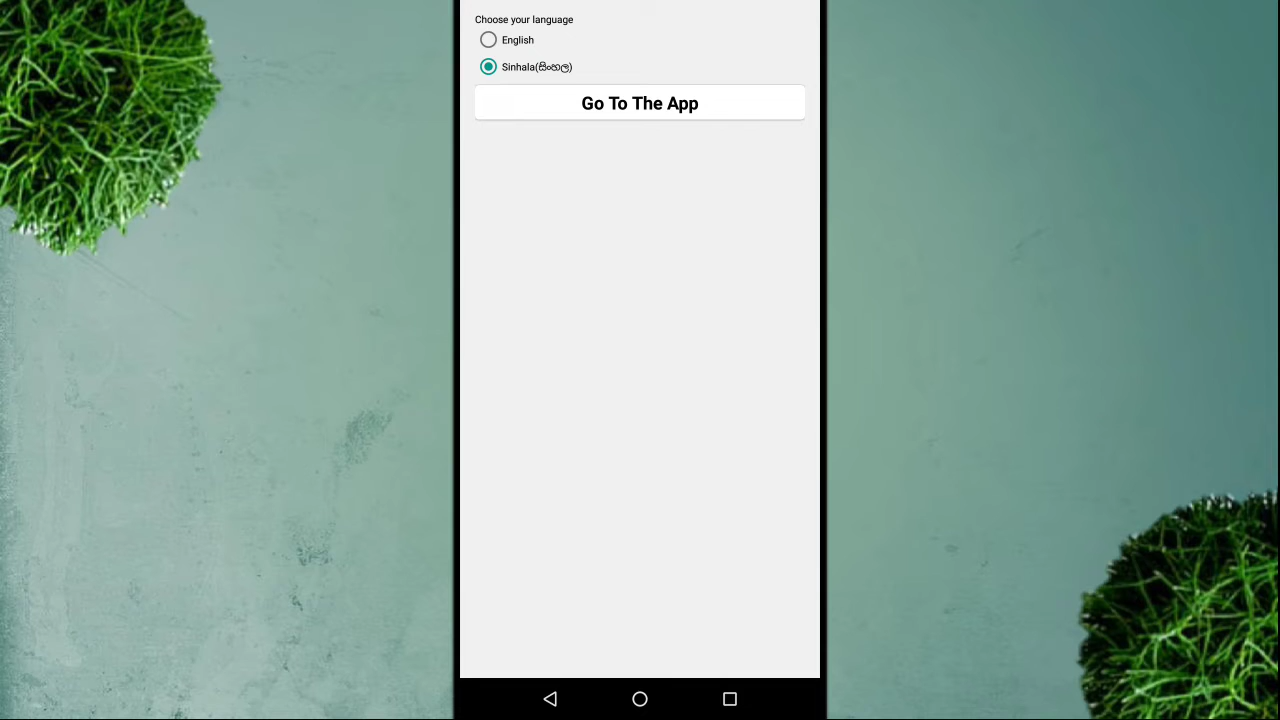 Choose your language
English
Sinhala(සිංහල)
Go To The App